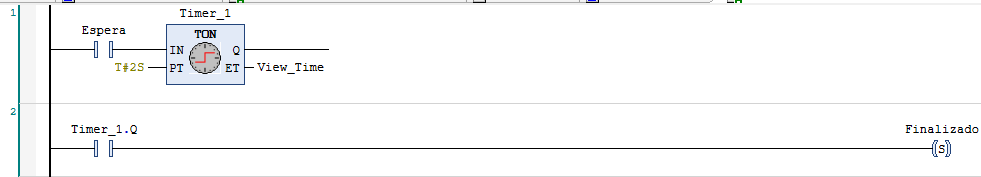 1
Timer_1
Espera
TON
IN Q
T#2S PT ET View_Time
2
Timer_1.Q Finalizado
S